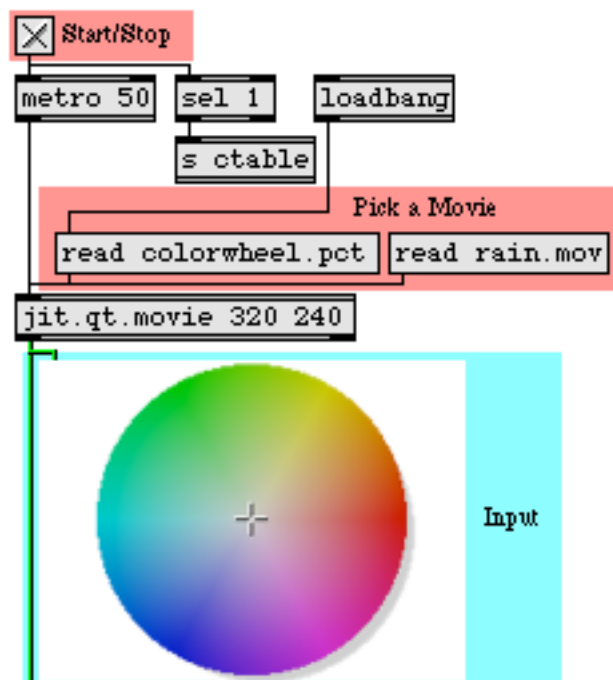 Start/Stop
metro 50
sel 1
loadbang
s ctable
Pick a Movie
read colorwheel.pct
read rain.mov
jit.qt.movie 320 240
Input